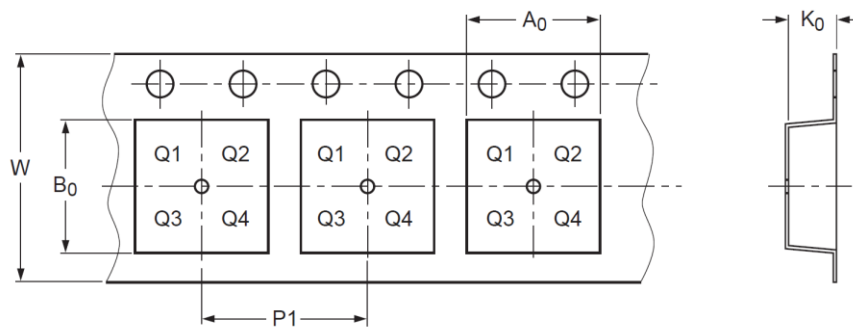 A0 K0
Q1 Q2 Q1 Q2 Q1 Q2
W B0
Q3 Q4 Q3 Q4 Q3 Q4
P1